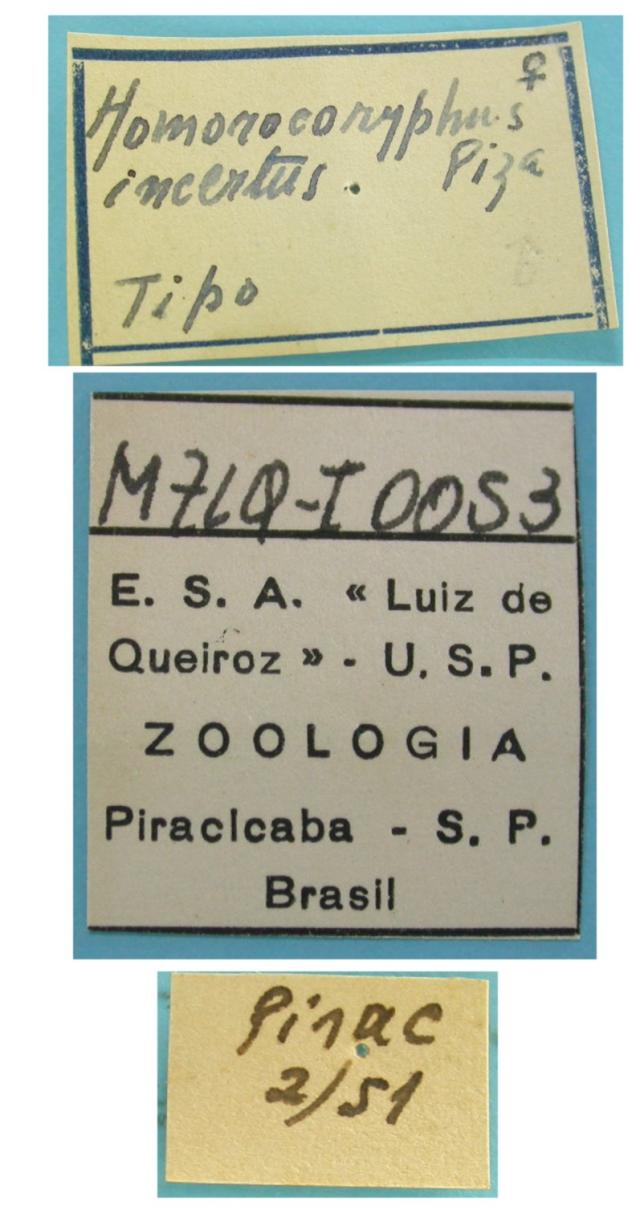 ♀
Homorocoryphus
incertus. Piza
Tipo
MZLQ-I 0053
E. S. A. « Luiz de
Queiroz » - U. S. P.
ZOOLOGIA
Piracicaba - S. P.
Brasil
Pirac
2/51